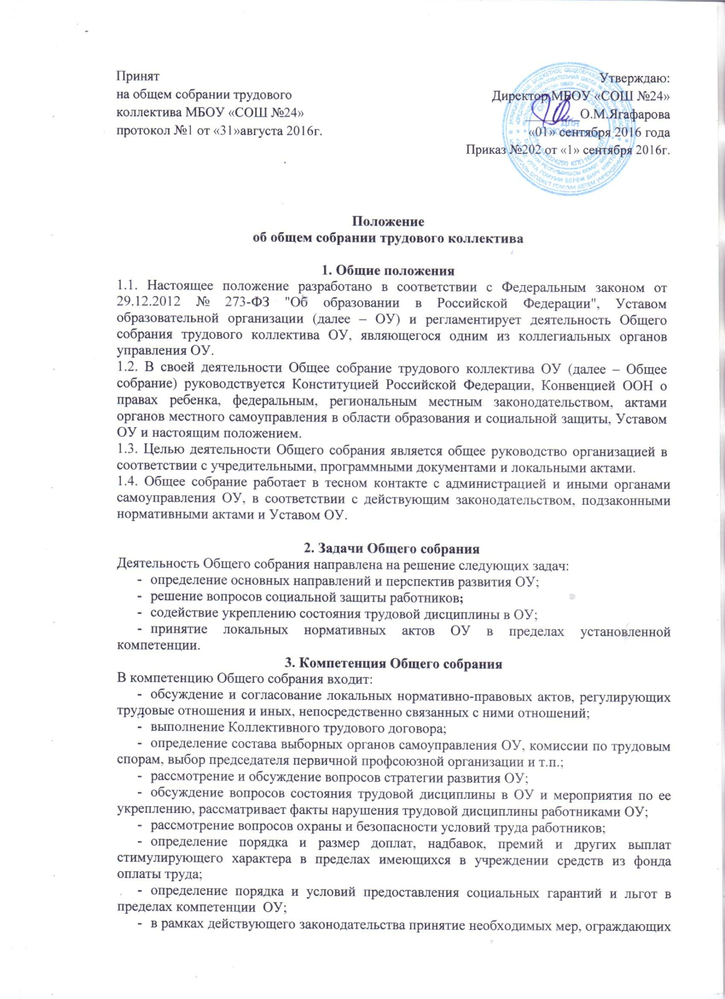 Принят
на общем собрании трудового
коллектива МБОУ «СОШ №24»
протокол №1 от «31»августа 2016г.
Утверждаю:
Директор МБОУ «СОШ №24»
________О.М.Ягафарова
«01» сентября 2016 года
Приказ №202 от «1» сентября 2016г.
ДЛЯ
Положение
об общем собрании трудового коллектива
1. Общие положения
1.1. Настоящее положение разработано в соответствии с Федеральным законом от
29.12.2012 № 273-ФЗ "Об образовании в Российской Федерации", Уставом
образовательной организации (далее – ОУ) и регламентирует деятельность Общего
собрания трудового коллектива ОУ, являющегося одним из коллегиальных органов
управления ОУ.
1.2. В своей деятельности Общее собрание трудового коллектива ОУ (далее – Общее
собрание) руководствуется Конституцией Российской Федерации, Конвенцией ООН о
правах ребенка, федеральным, региональным местным законодательством, актами
органов местного самоуправления в области образования и социальной защиты, Уставом
ОУ и настоящим положением.
1.3. Целью деятельности Общего собрания является общее руководство организацией в
соответствии с учредительными, программными документами и локальными актами.
1.4. Общее собрание работает в тесном контакте с администрацией и иными органами
самоуправления ОУ, в соответствии с действующим законодательством, подзаконными
нормативными актами и Уставом ОУ.
2. Задачи Общего собрания
Деятельность Общего собрания направлена на решение следующих задач:
- определение основных направлений и перспектив развития ОУ;
- решение вопросов социальной защиты работников;
- содействие укреплению состояния трудовой дисциплины в ОУ;
- принятие локальных нормативных актов ОУ в пределах установленной
компетенции.
3. Компетенция Общего собрания
В компетенцию Общего собрания входит:
- обсуждение и согласование локальных нормативно-правовых актов, регулирующих
трудовые отношения и иных, непосредственно связанных с ними отношений;
- выполнение Коллективного трудового договора;
- определение состава выборных органов самоуправления ОУ, комиссии по трудовым
спорам, выбор председателя первичной профсоюзной организации и т.п.;
- рассмотрение и обсуждение вопросов стратегии развития ОУ;
- обсуждение вопросов состояния трудовой дисциплины в ОУ и мероприятия по ее
укреплению, рассматривает факты нарушения трудовой дисциплины работниками ОУ;
- рассмотрение вопросов охраны и безопасности условий труда работников;
- определение порядка и размер доплат, надбавок, премий и других выплат
стимулирующего характера в пределах имеющихся в учреждении средств из фонда
оплаты труда;
- определение порядка и условий предоставления социальных гарантий и льгот в
пределах компетенции ОУ;
- в рамках действующего законодательства принятие необходимых мер, ограждающих